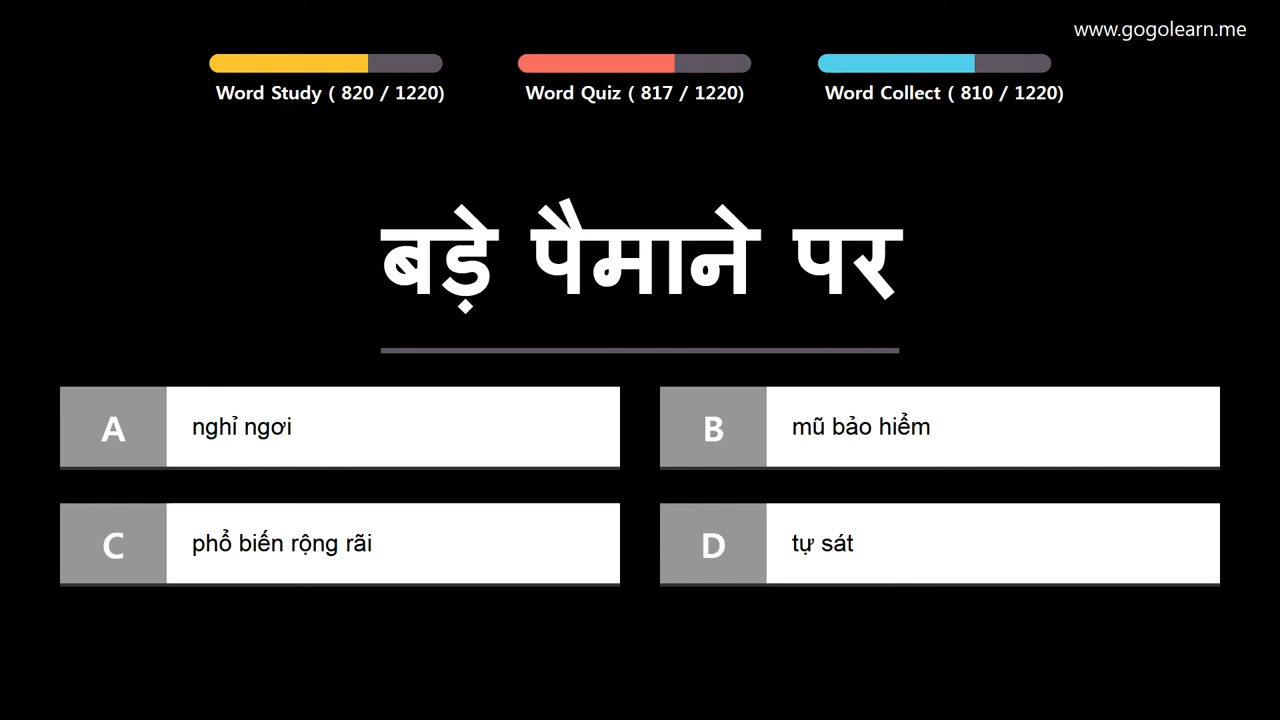 www.gogolearn.me
Word Study ( 820 / 1220)
Word Quiz ( 817 / 1220)
Word Collect ( 810 / 1220)
बड़े पैमाने पर
A nghỉ ngơi
B mũ bảo hiểm
C phổ biến rộng rãi
D tự sát